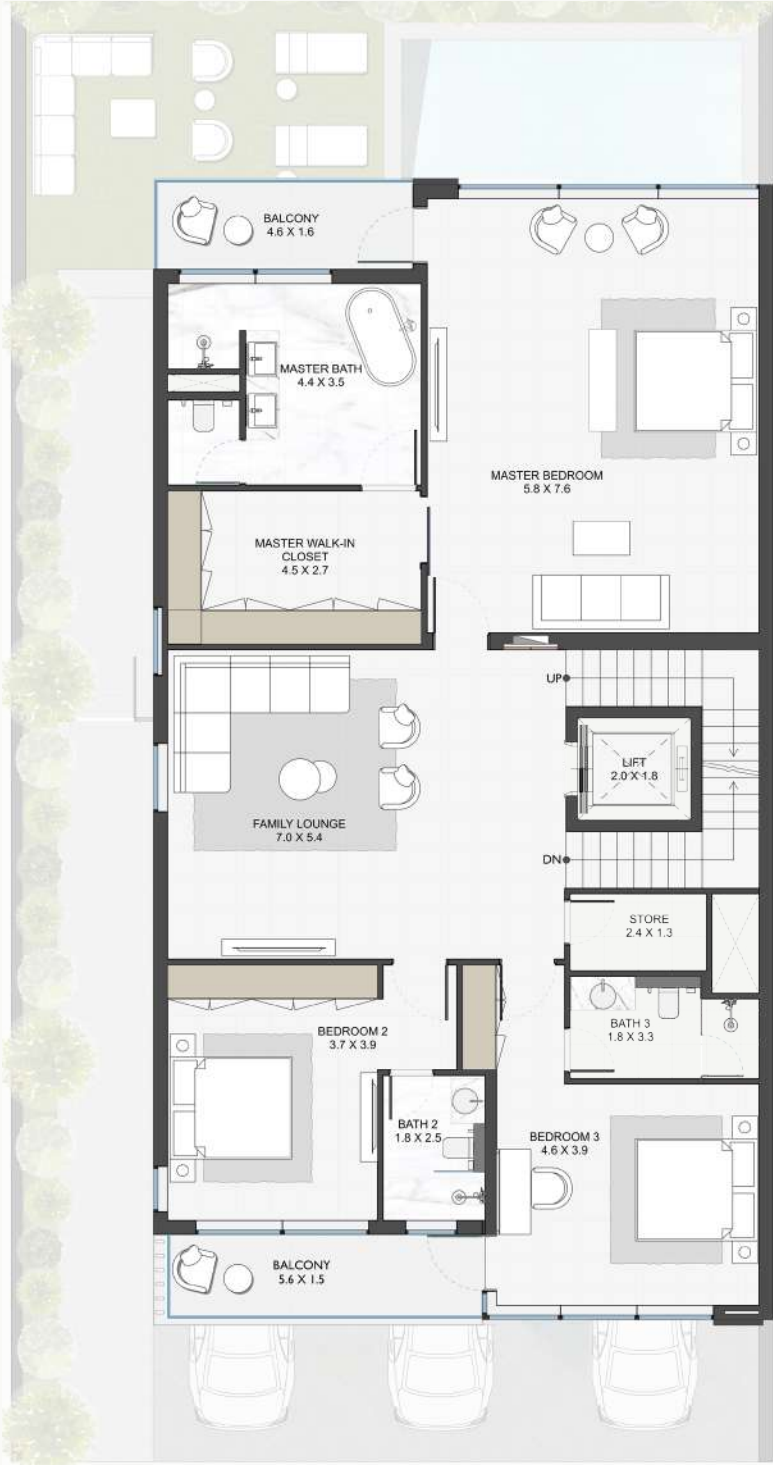 BALCONY
4.6 X 1.6
MASTER BATH
4.4 X 3.5
MASTER BEDROOM
5.8 X 7.6
MASTER WALK-IN
CLOSET
4.5 X 2.7
UP
LIFT
2.0 X 1.8
FAMILY LOUNGE
7.0 X 5.4
DN
STORE
2.4 X 1.3
BATH 3
1.8 X 3.3
BEDROOM 2
3.7 X 3.9
BATH 2
1.8 X 2.5
BEDROOM 3
4.6 X 3.9
BALCONY
5.6 X 1.5